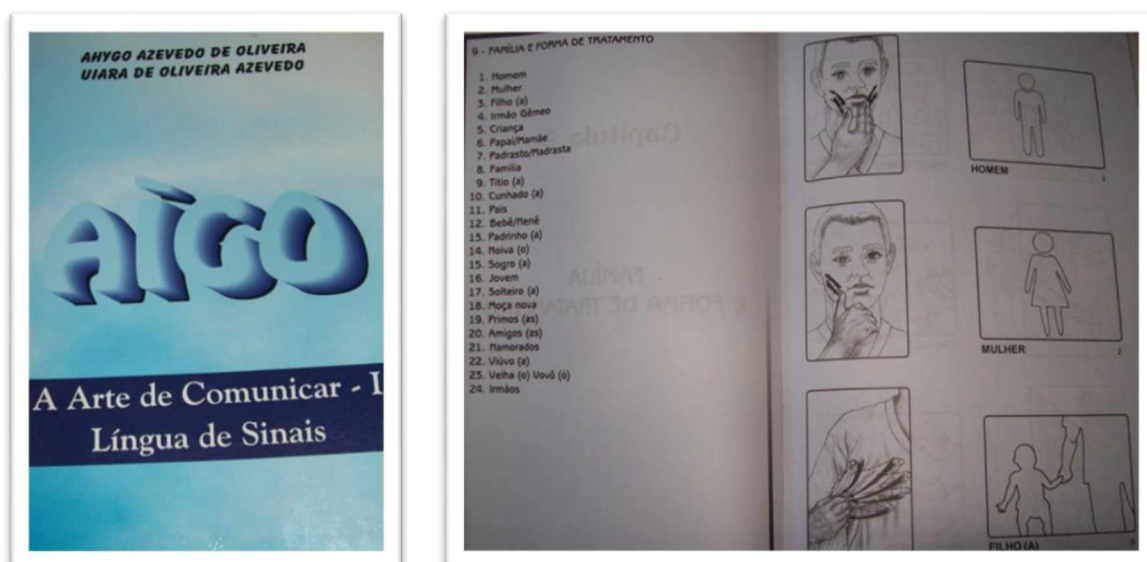 AHYGO AZEVEDO DE OLIVEIRA
UIARA DE OLIVEIRA AZEVEDO
AÍGO
A Arte de Comunicar - I
Língua de Sinais
9 - FAMÍLIA E FORMA DE TRATAMENTO
1. Homem
2. Mulher
3. Filho (a)
4. Irmão Gêmeo
5. Criança
6. Papai/Mamãe
7. Padrasto/Madrasta
8. Família
9. Titio (a)
10. Cunhado (a)
11. Pais
12. Bebê/Nenê
13. Padrinho (a)
14. Noiva (o)
15. Sogro (a)
16. Jovem
17. Solteiro (a)
18. Moça nova
19. Primos (as)
20. Amigos (as)
21. Namorados
22. Viúvo (a)
23. Velha (o) Vovô (ó)
24. Irmãos
HOMEM
1
MULHER
2
FILHO (A)